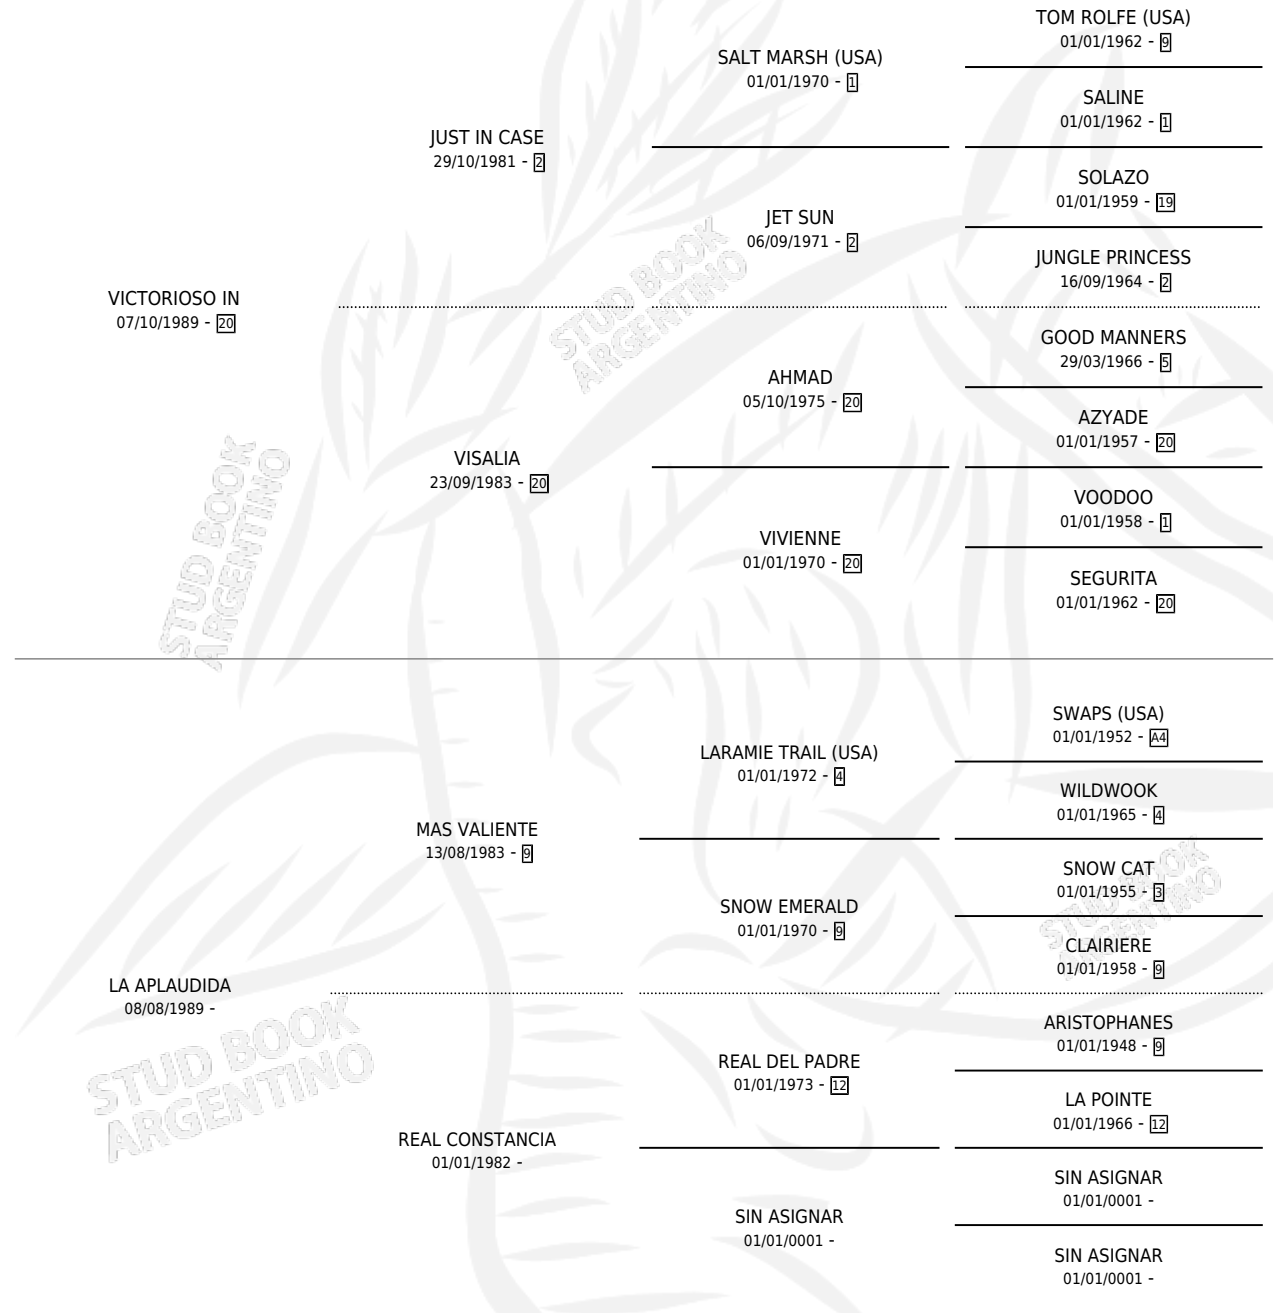 TOM ROLFE (USA)
01/01/1962 - 9
SALT MARSH (USA)
01/01/1970 - 1
SALINE
01/01/1962 - 1
JUST IN CASE
29/10/1981 - 2
SOLAZO
01/01/1959 - 19
JET SUN
06/09/1971 - 2
JUNGLE PRINCESS
16/09/1964 - 2
VICTORIOSO IN
07/10/1989 - 20
GOOD MANNERS
29/03/1966 - 5
AHMAD
05/10/1975 - 20
AZYADE
01/01/1957 - 20
VISALIA
23/09/1983 - 20
VOODOO
01/01/1958 - 1
VIVIENNE
01/01/1970 - 20
SEGURITA
01/01/1962 - 20
STUD BOOK
ARGENTINO
STUD BOOK
ARGENTINO
SWAPS (USA)
01/01/1952 - A4
LARAMIE TRAIL (USA)
01/01/1972 - 4
WILDWOOK
01/01/1965 - 4
MAS VALIENTE
13/08/1983 - 9
SNOW CAT
01/01/1955 - 3
SNOW EMERALD
01/01/1970 - 9
CLAIRIERE
01/01/1958 - 9
STUD BOOK
ARGENTINO
LA APLAUDIDA
08/08/1989 -
ARISTOPHANES
01/01/1948 - 9
REAL DEL PADRE
01/01/1973 - 12
LA POINTE
01/01/1966 - 12
STUD BOOK
ARGENTINO
REAL CONSTANCIA
01/01/1982 -
SIN ASIGNAR
01/01/0001 -
SIN ASIGNAR
01/01/0001 -
SIN ASIGNAR
01/01/0001 -